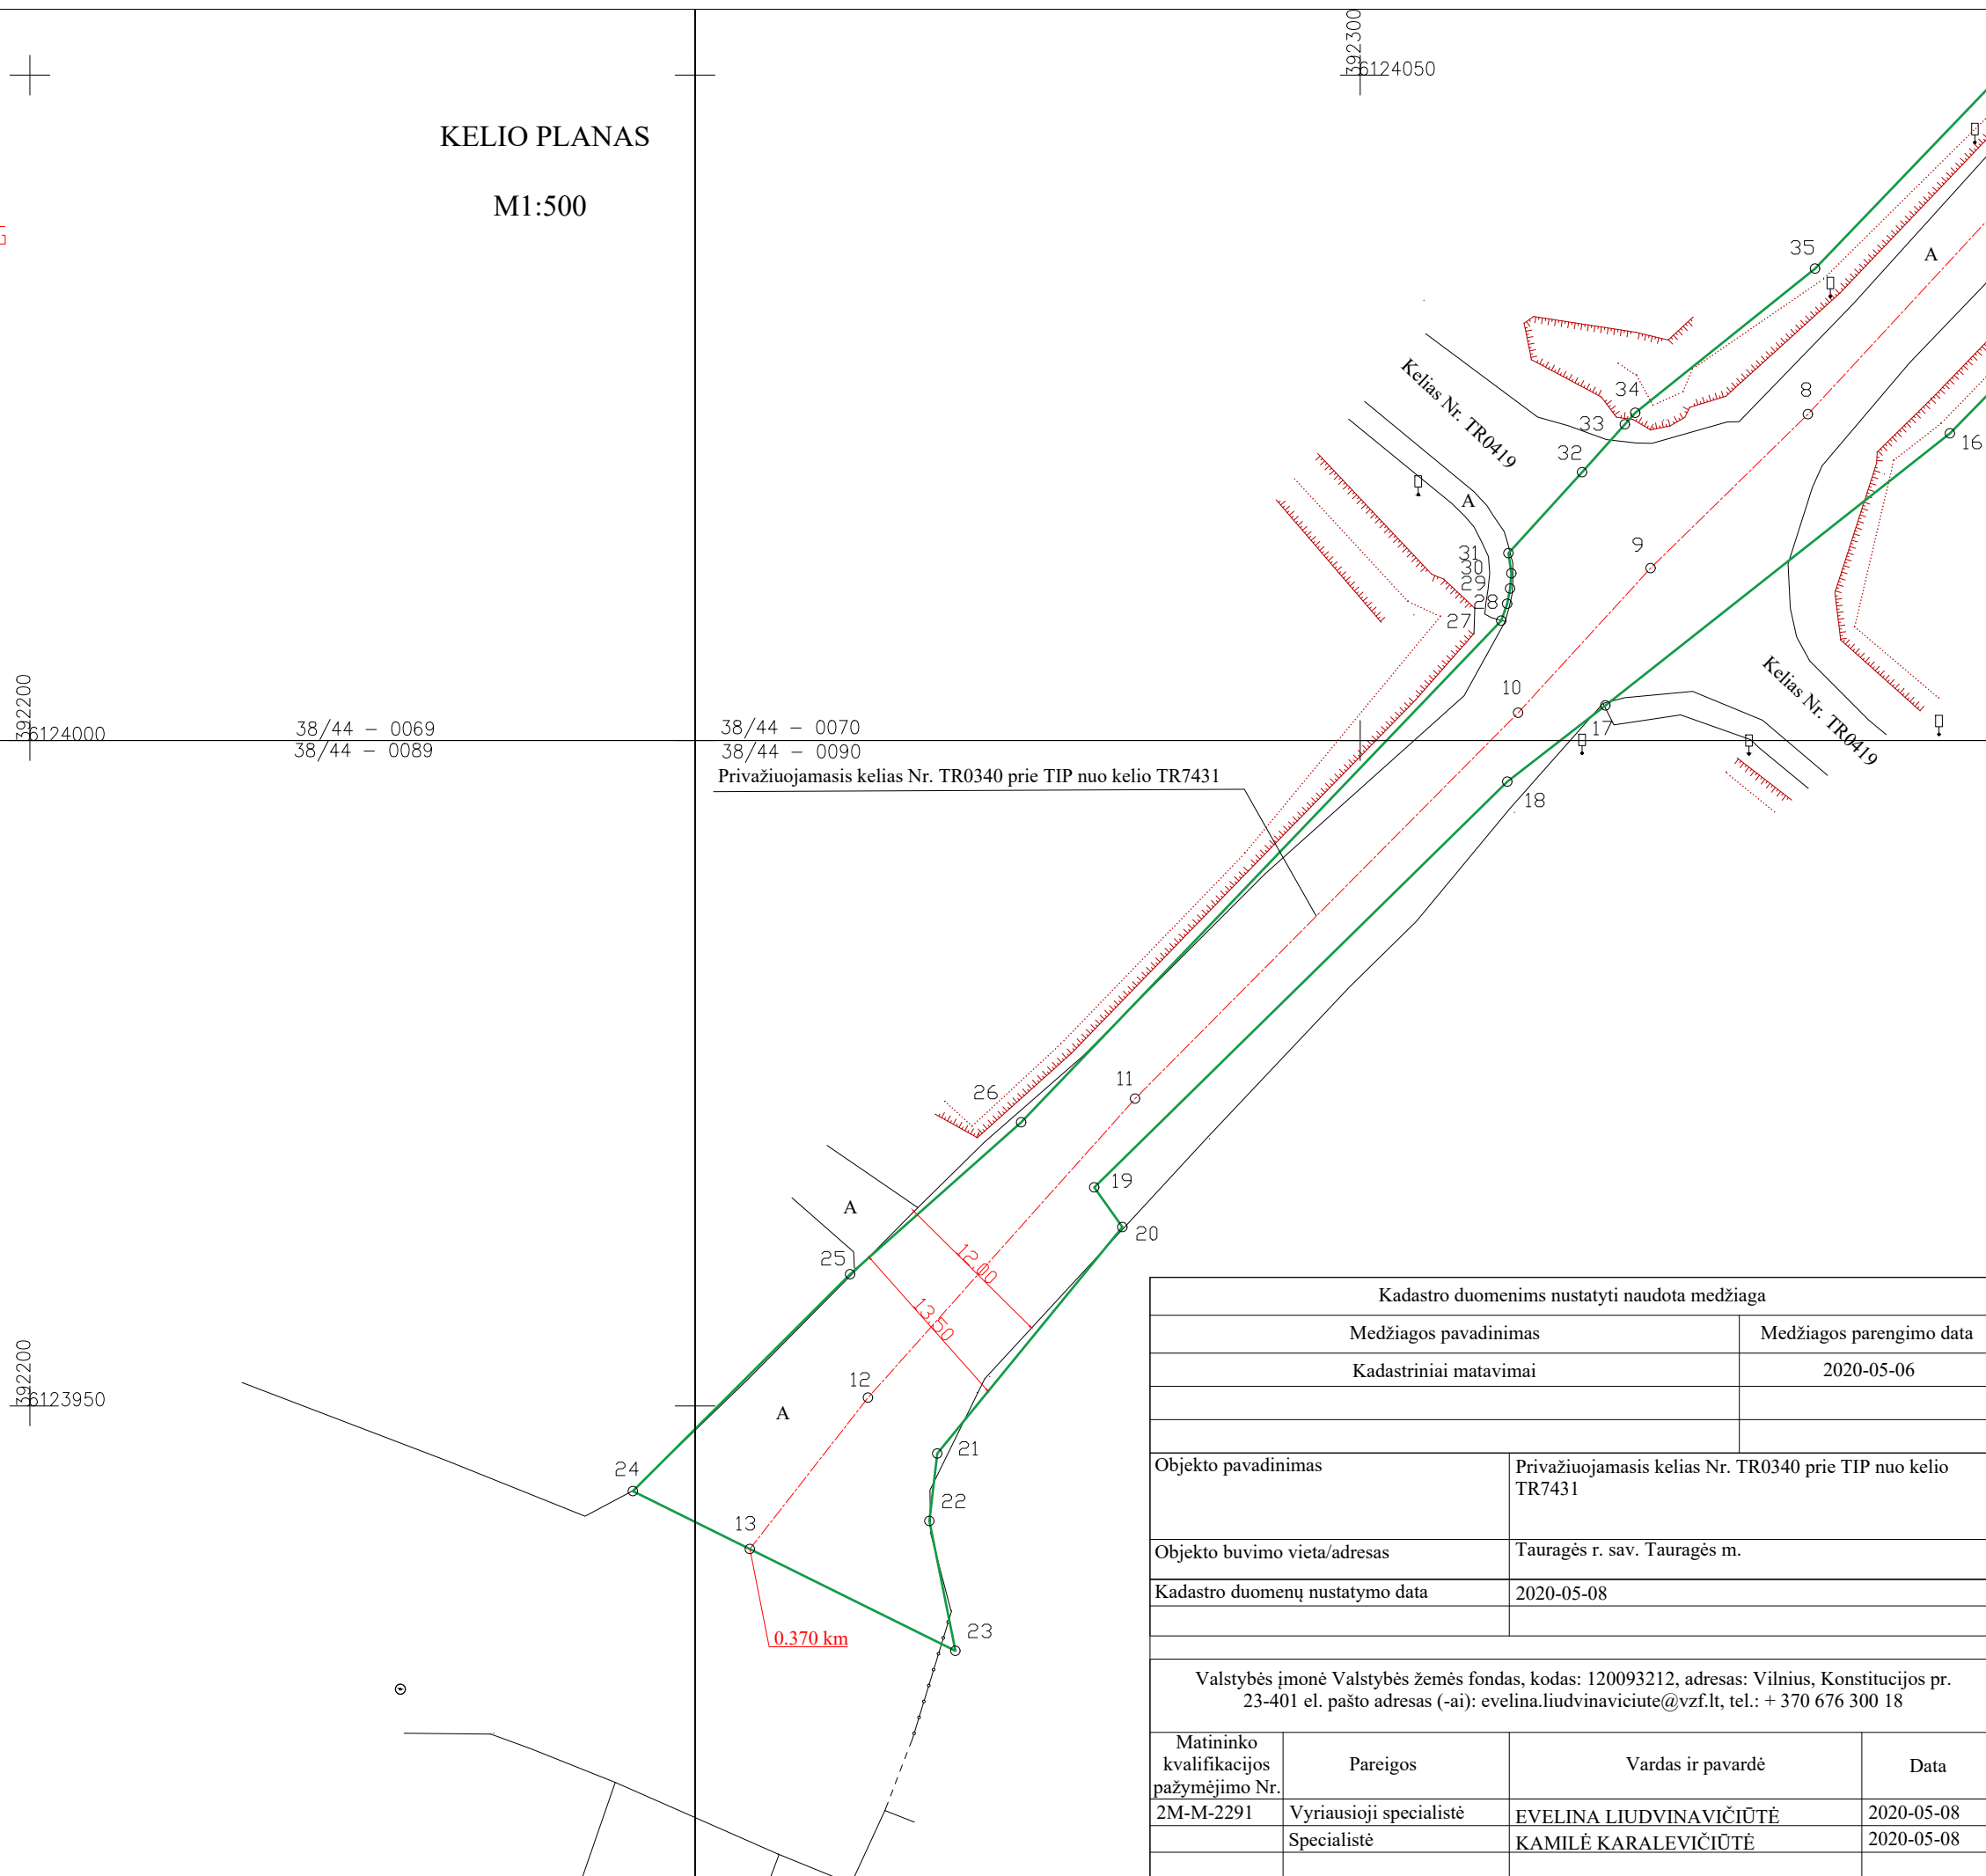 392300
6124050
KELIO PLANAS
M1:500
35
A
34
8
33
16
Kelias Nr. TR0419
32
A
9
31
30
29
28
27
Kelias Nr. TR0419
10
17
392200
6124000
38/44 - 0069
38/44 - 0070
38/44 - 0089
38/44 - 0090
Privažiuojamasis kelias Nr. TR0340 prie TIP nuo kelio TR7431
18
11
26
19
A
20
25
12.00
13.50
12
392200
6123950
A
21
24
22
13
23
0.370 km
Kadastro duomenims nustatyti naudota medžiaga
Medžiagos pavadinimas
Medžiagos parengimo data
Kadastriniai matavimai
2020-05-06
Objekto pavadinimas
Privažiuojamasis kelias Nr. TR0340 prie TIP nuo kelio
TR7431
Objekto buvimo vieta/adresas
Tauragės r. sav. Tauragės m.
Kadastro duomenų nustatymo data
2020-05-08
Valstybės įmonė Valstybės žemės fondas, kodas: 120093212, adresas: Vilnius, Konstitucijos pr.
23-401 el. pašto adresas (-ai): evelina.liudvinaviciute@vzf.lt, tel.: + 370 676 300 18
Matininko
kvalifikacijos
pažymėjimo Nr.
Pareigos
Vardas ir pavardė
Data
2M-M-2291
Vyriausioji specialistė
EVELINA LIUDVINAVIČIŪTĖ
2020-05-08
Specialistė
KAMILĖ KARALEVIČIŪTĖ
2020-05-08